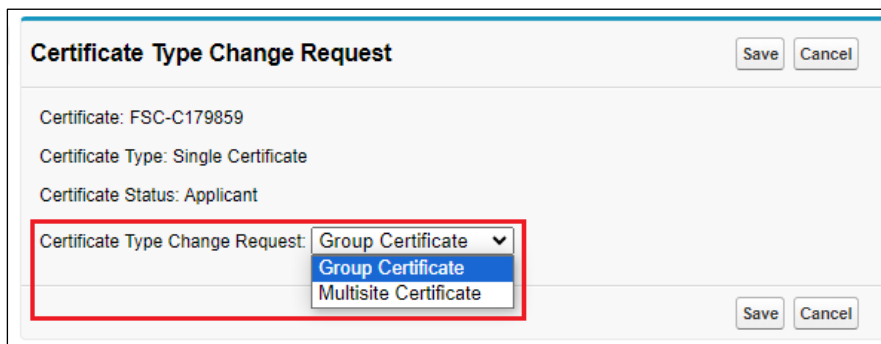 Certificate Type Change Request
Save Cancel
Certificate: FSC-C179859
Certificate Type: Single Certificate
Certificate Status: Applicant
Certificate Type Change Request: Group Certificate
Group Certificate
Multisite Certificate
Save Cancel